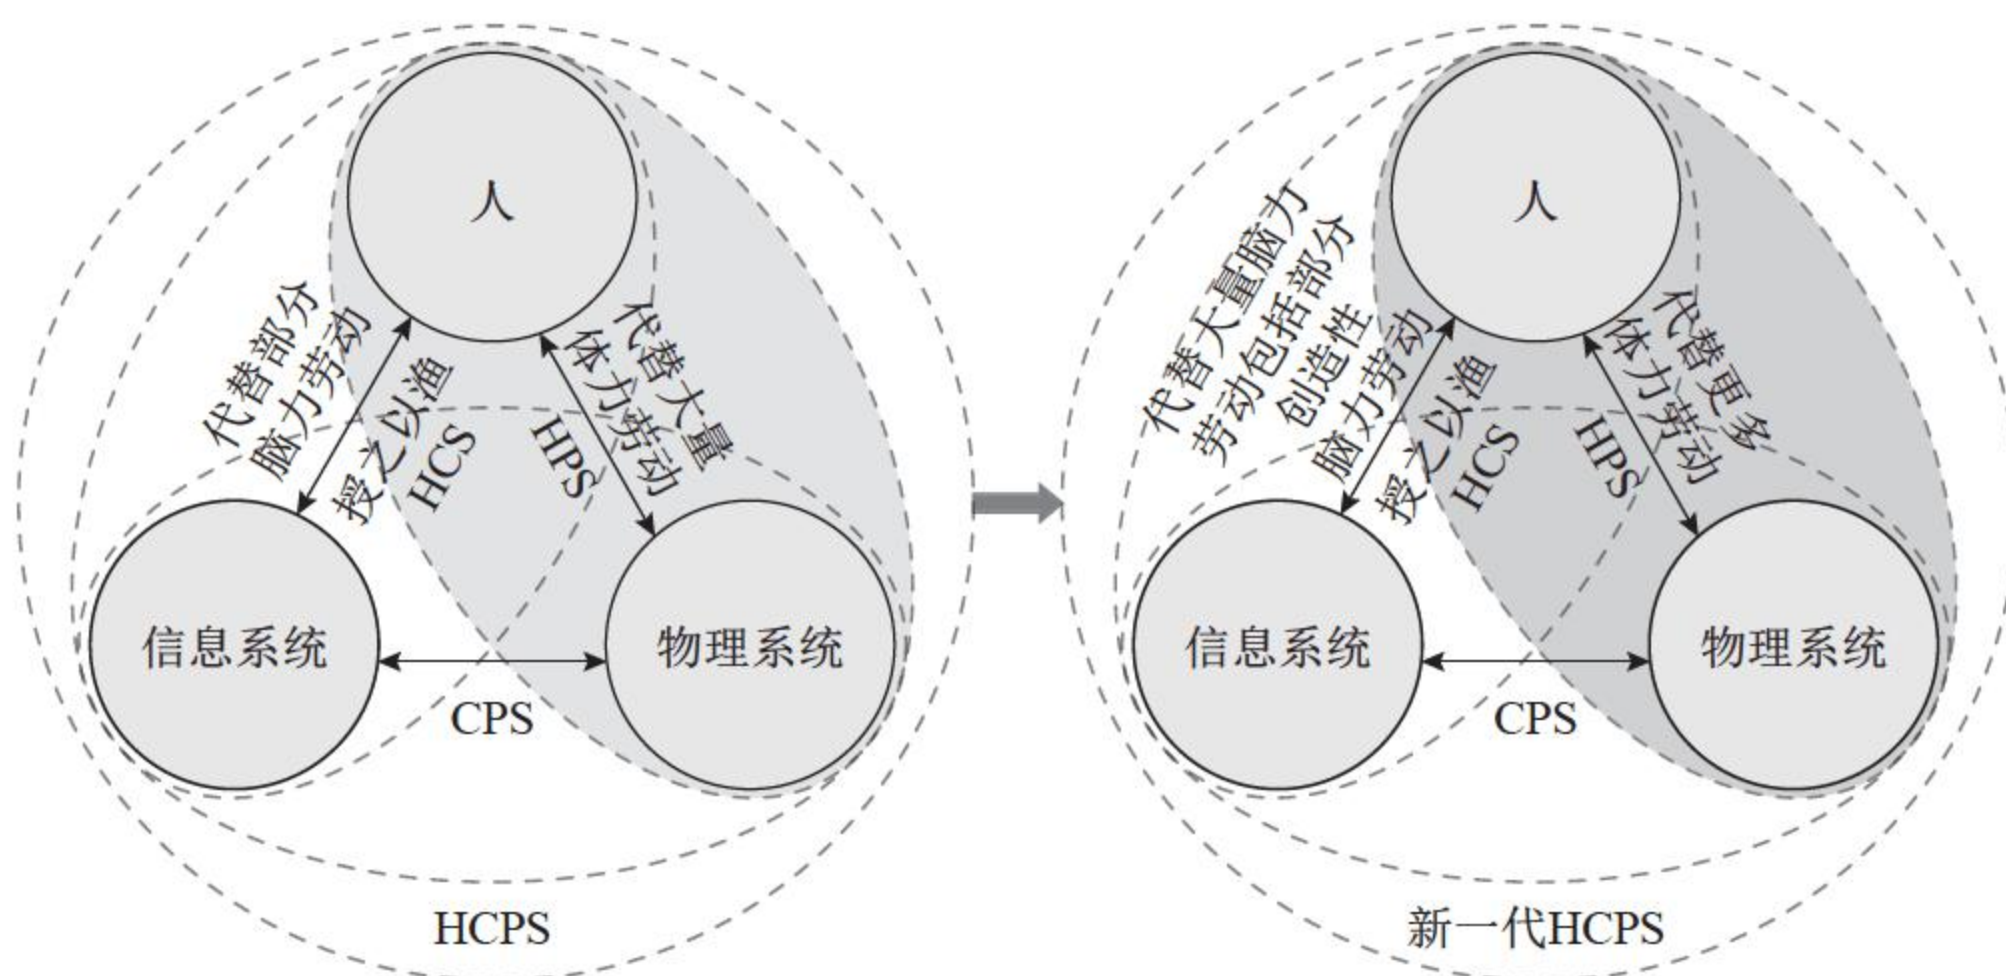 人
代替部分
脑力劳动
授之以渔
HCS
代替大量
体力劳动
HPS
信息系统
物理系统
CPS
HCPS
人
代替大量脑力
劳动包括部分
创造性
脑力劳动
授之以渔
HCS
代替更多
体力劳动
HPS
信息系统
物理系统
CPS
新一代HCPS